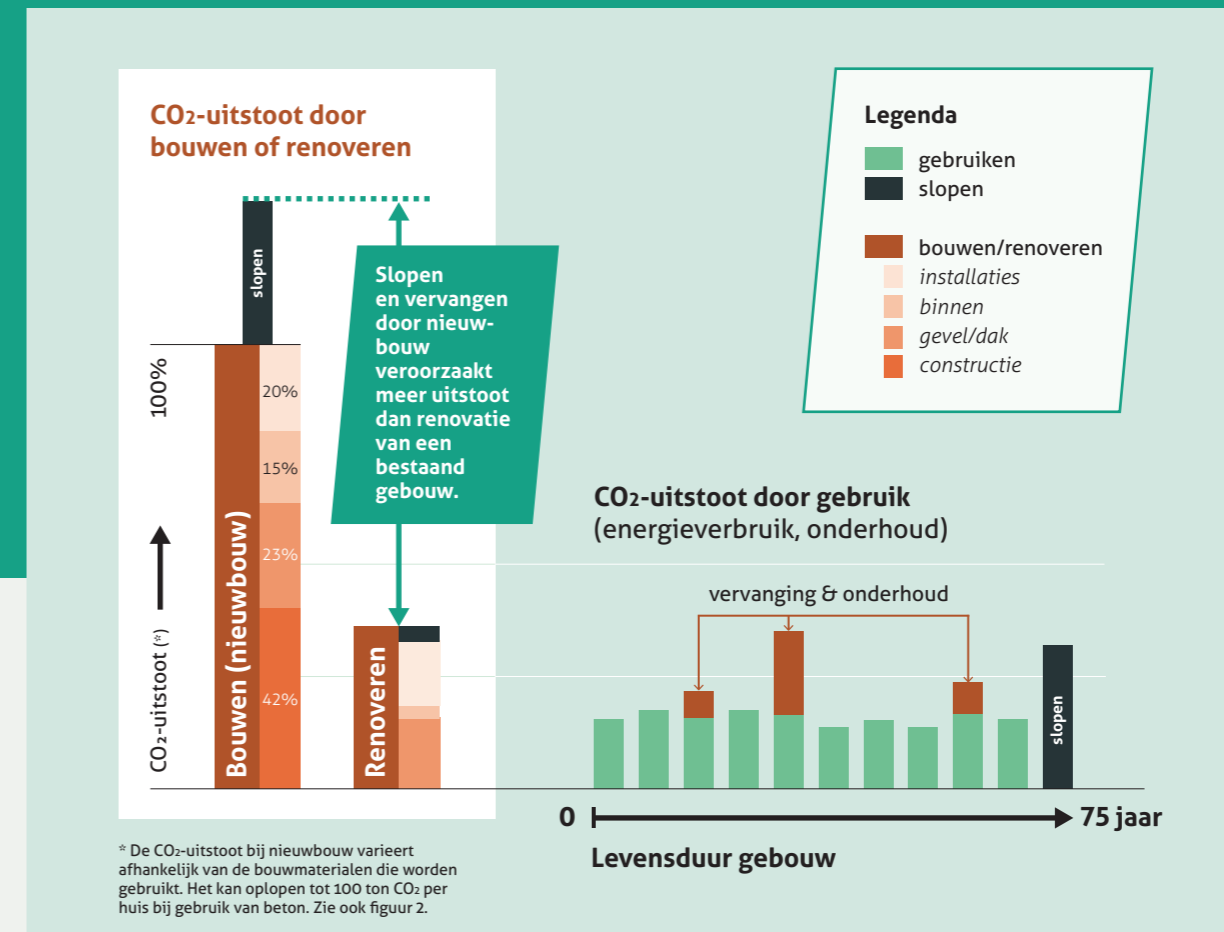 CO2-uitstoot door
bouwen of renoveren
slopen
100%
20%
15%
23%
42%
CO2-uitstoot (*)
Bouwen (nieuwbouw)
Renoveren
Slopen
en vervangen
door nieuw-
bouw
veroorzaakt
meer uitstoot
dan renovatie
van een
bestaand
gebouw.
Legenda
gebruiken
slopen
bouwen/renoveren
installaties
binnen
gevel/dak
constructie
CO2-uitstoot door gebruik
(energieverbruik, onderhoud)
vervanging & onderhoud
slopen
0
75 jaar
Levensduur gebouw
* De CO2-uitstoot bij nieuwbouw varieert
afhankelijk van de bouwmaterialen die worden
gebruikt. Het kan oplopen tot 100 ton CO2 per
huis bij gebruik van beton. Zie ook figuur 2.